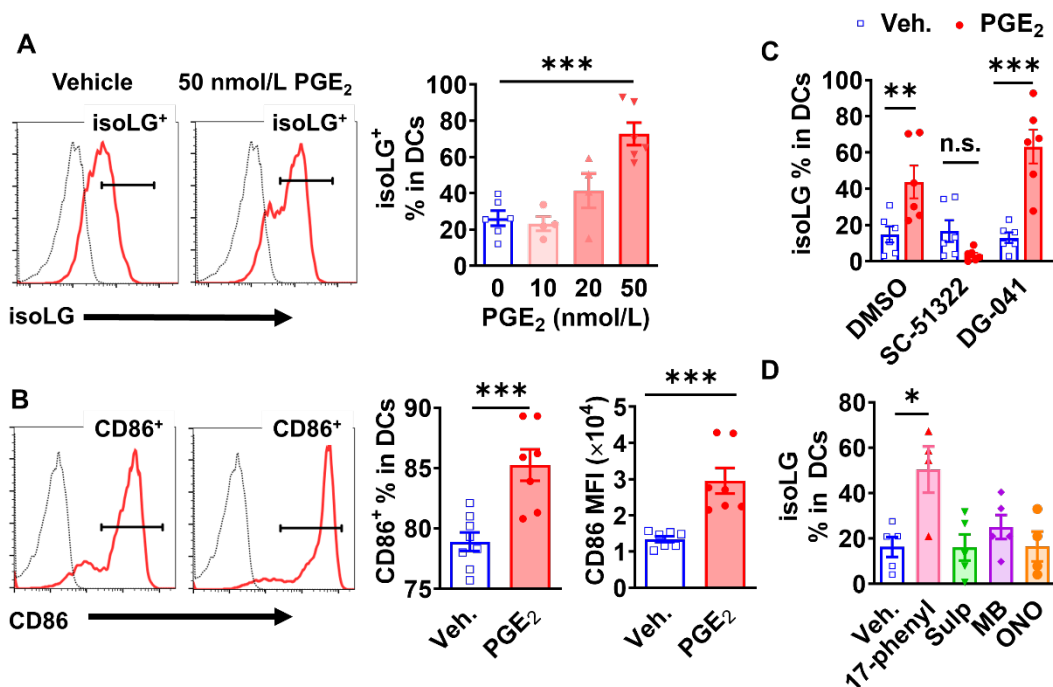 A
Vehicle
50 nmol/L PGE₂
isoLG⁺
isoLG⁺
isoLG
isoLG⁺
% in DCs
100
80
60
40
20
0
***
0 10 20 50
PGE₂ (nmol/L)
B
CD86⁺
CD86⁺
CD86
CD86⁺ % in DCs
90
85
80
75
***
Veh.
PGE₂
CD86 MFI (×10⁴)
5
4
3
2
1
0
***
Veh.
PGE₂
C
Veh. PGE₂
isoLG % in DCs
100
80
60
40
20
0
**
n.s.
***
DMSO
SC-51322
DG-041
D
isoLG
% in DCs
80
60
40
20
0
*
Veh.
17-phenyl
Sulp
MB
ONO